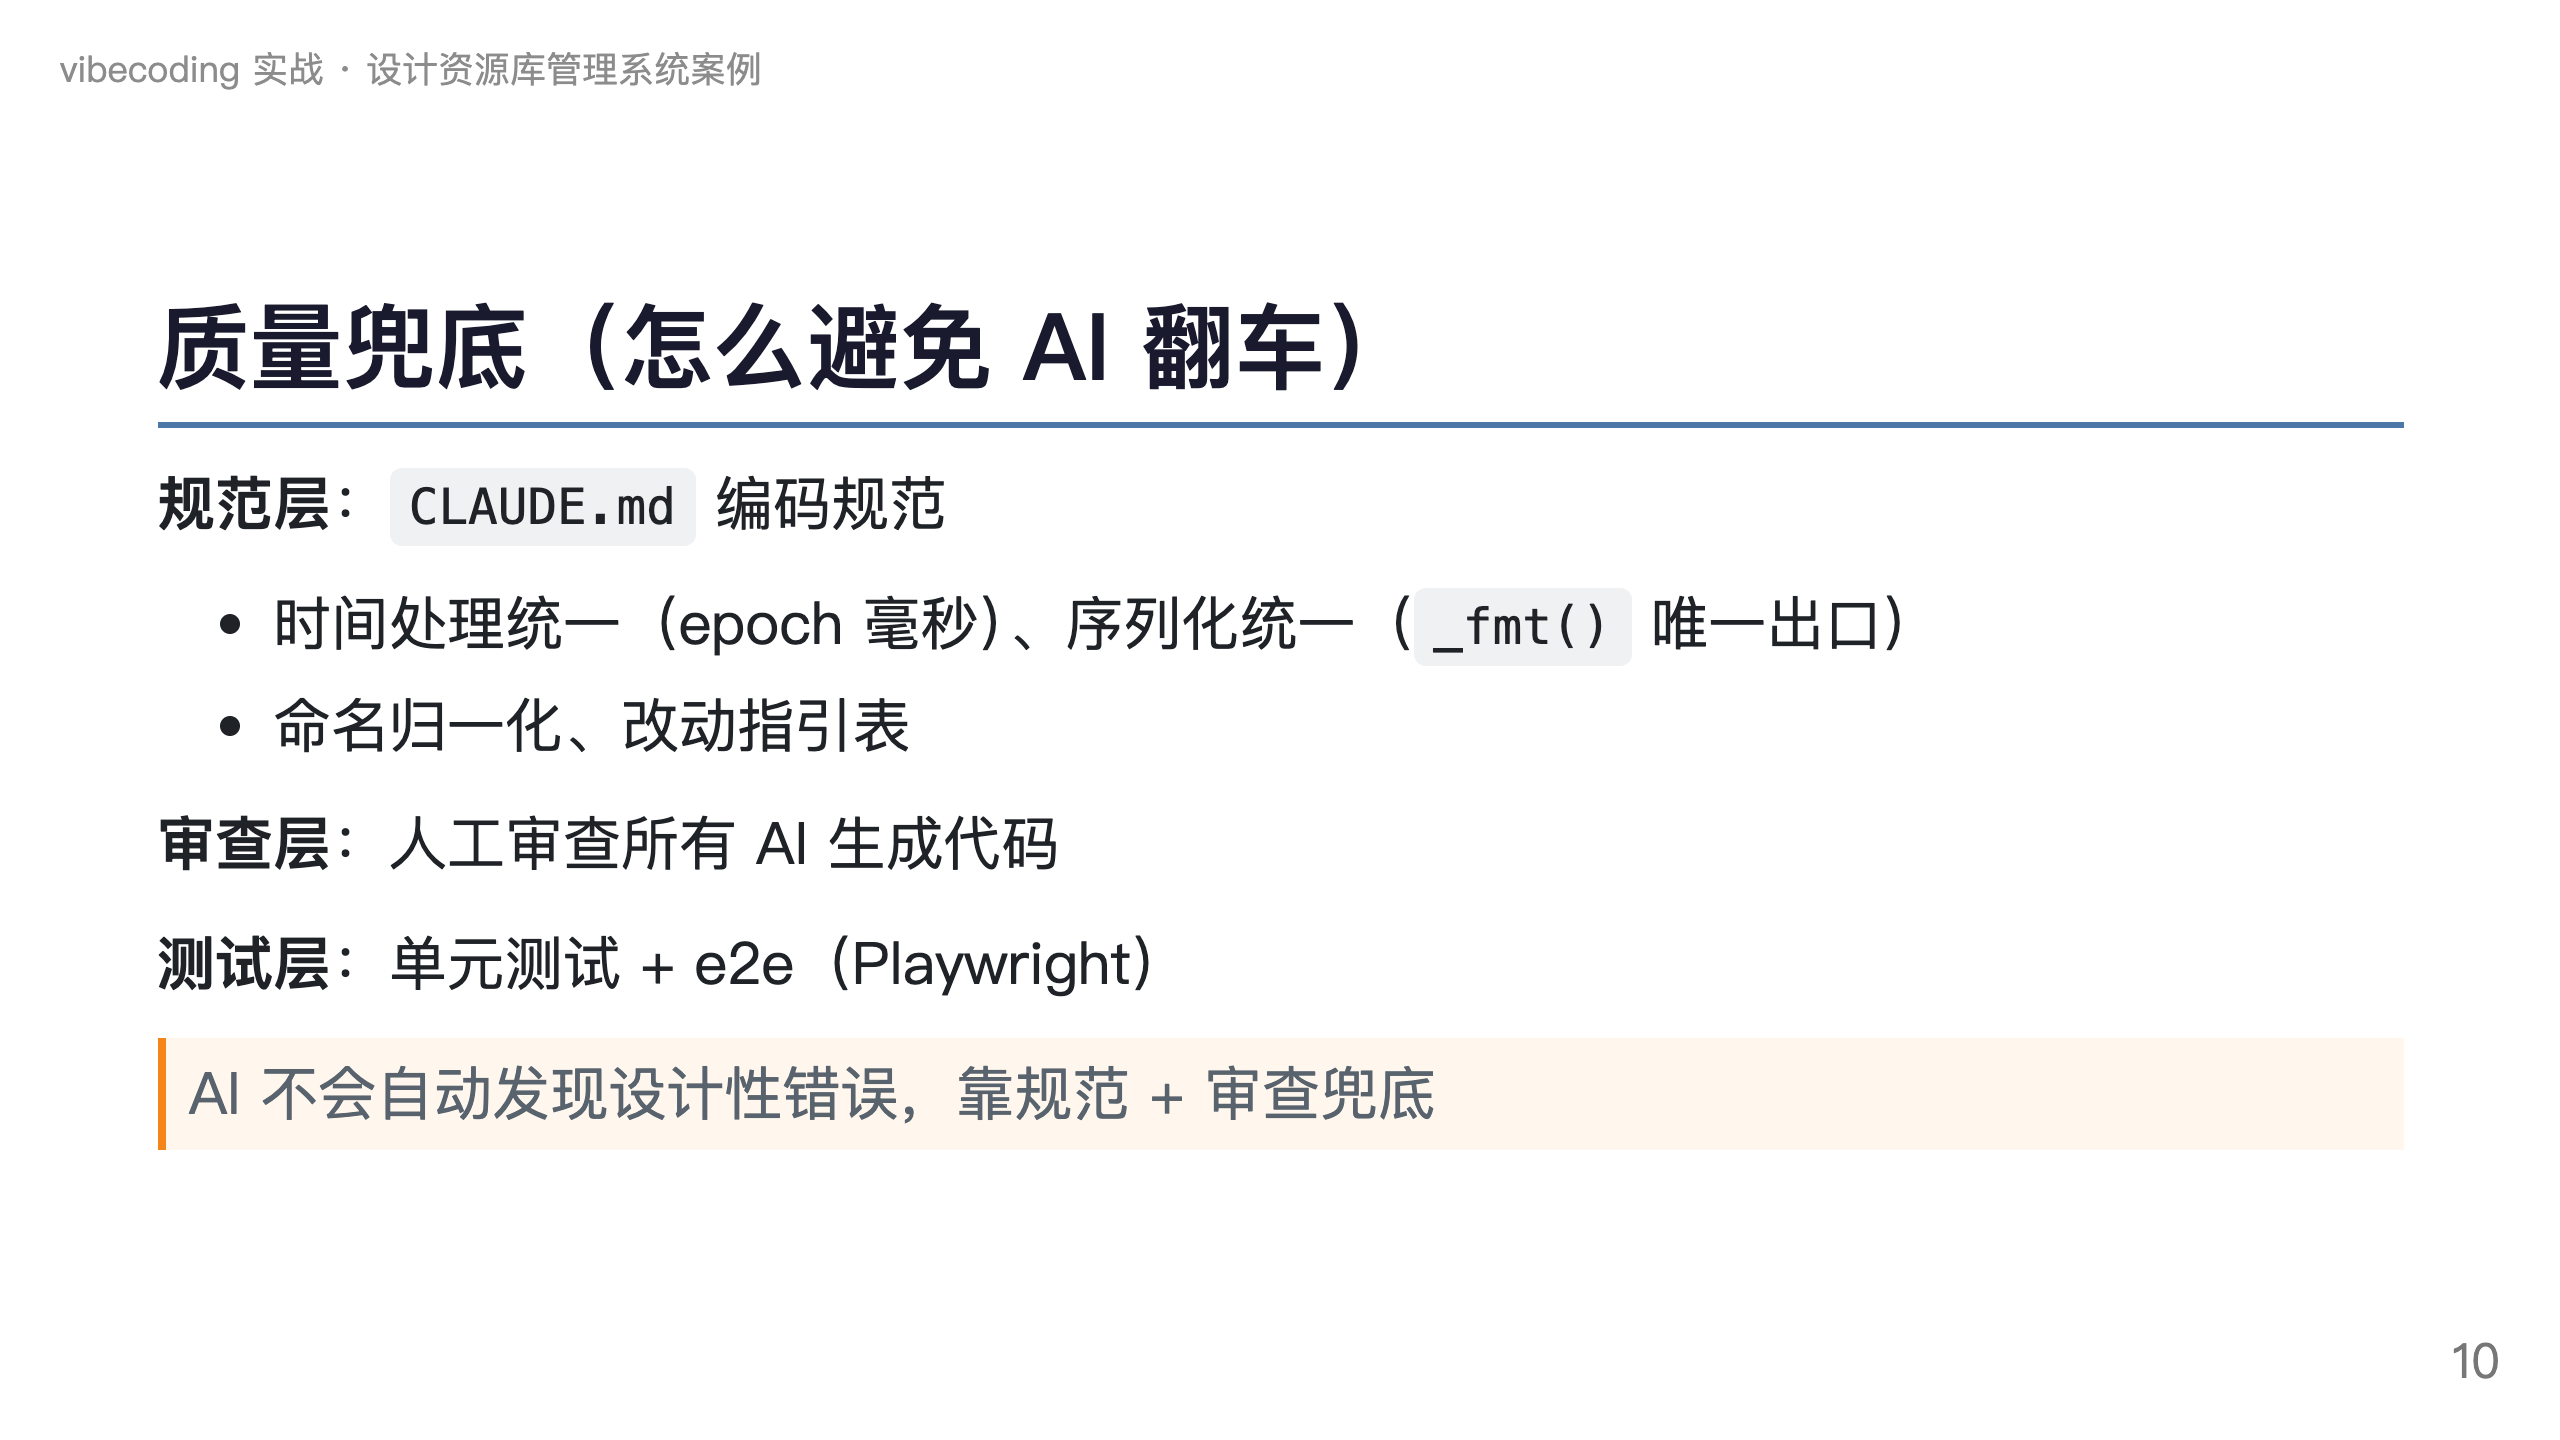 vibecoding 实战 · 设计资源库管理系统案例
质量兜底（怎么避免 AI 翻车）
规范层：CLAUDE.md 编码规范
• 时间处理统一（epoch 毫秒）、序列化统一（_fmt() 唯一出口）
• 命名归一化、改动指引表
审查层：人工审查所有 AI 生成代码
测试层：单元测试 + e2e（Playwright）
AI 不会自动发现设计性错误，靠规范 + 审查兜底
10